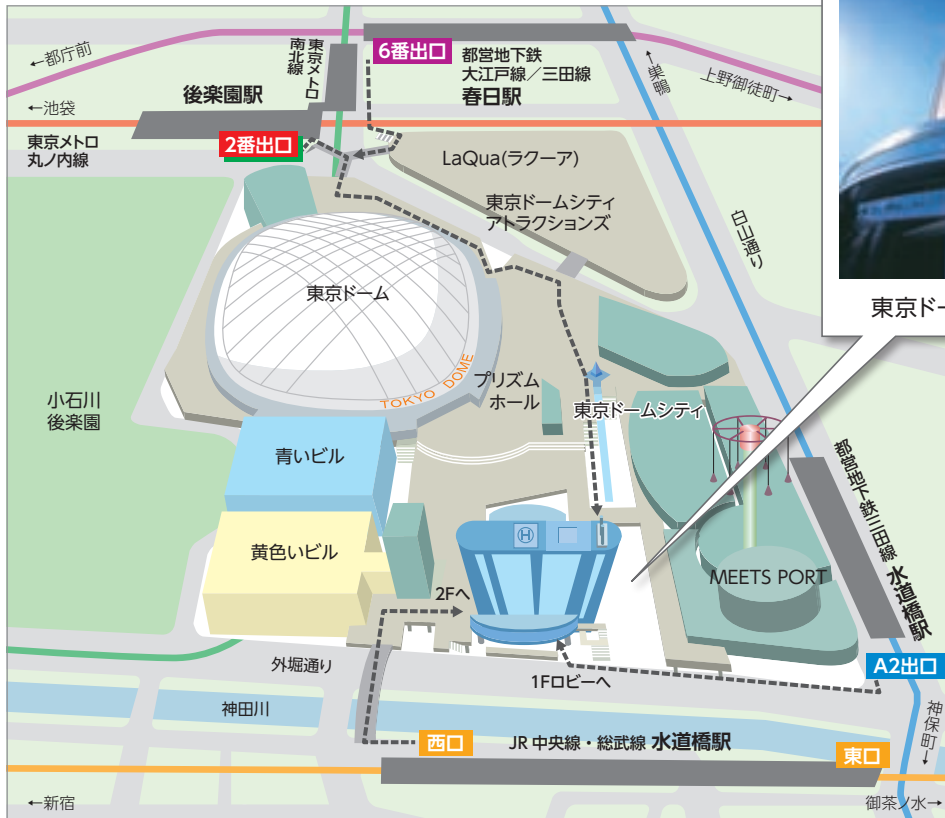 ←都庁前
東京メトロ
南北線
6番出口
都営地下鉄
大江戸線／三田線
春日駅
←巣鴨
上野御徒町→
後楽園駅
←池袋
東京メトロ
丸ノ内線
2番出口
LaQua(ラクーア)
東京ドームシティ
アトラクションズ
白山通り
東京ドーム
東京ドー
TOKYO DOME
プリズム
ホール
東京ドームシティ
小石川
後楽園
青いビル
黄色いビル
H
都営地下鉄三田線
水道橋駅
MEETS PORT
2Fへ
A2出口
外堀通り
1Fロビーへ
神田川
神保町→
西口
JR 中央線・総武線 水道橋駅
東口
←新宿
御茶ノ水→